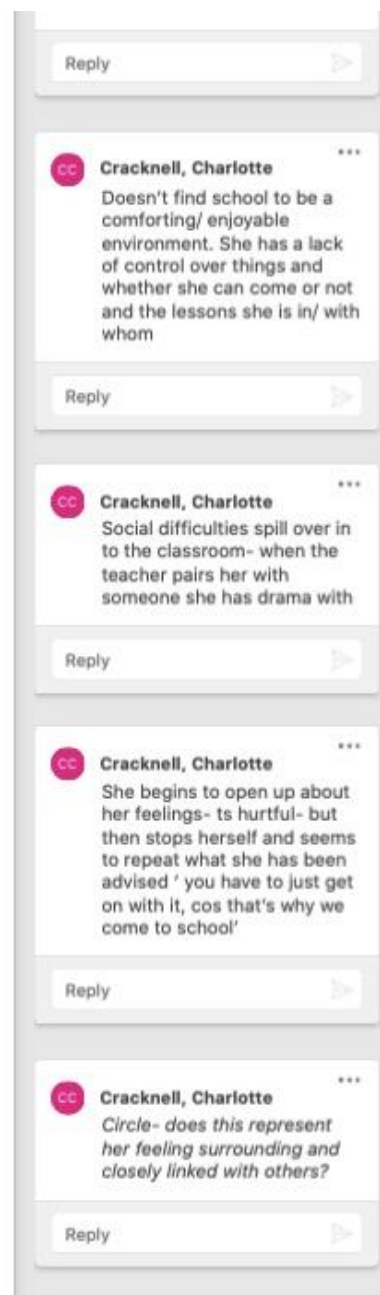 Reply
...
CC Cracknell, Charlotte
Doesn't find school to be a
comforting/ enjoyable
environment. She has a lack
of control over things and
whether she can come or not
and the lessons she is in/ with
whom
Reply
...
CC Cracknell, Charlotte
Social difficulties spill over in
to the classroom- when the
teacher pairs her with
someone she has drama with
Reply
...
CC Cracknell, Charlotte
She begins to open up about
her feelings- ts hurtful- but
then stops herself and seems
to repeat what she has been
advised ‘ you have to just get
on with it, cos that's why we
come to school’
Reply
...
CC Cracknell, Charlotte
Circle- does this represent
her feeling surrounding and
closely linked with others?
Reply